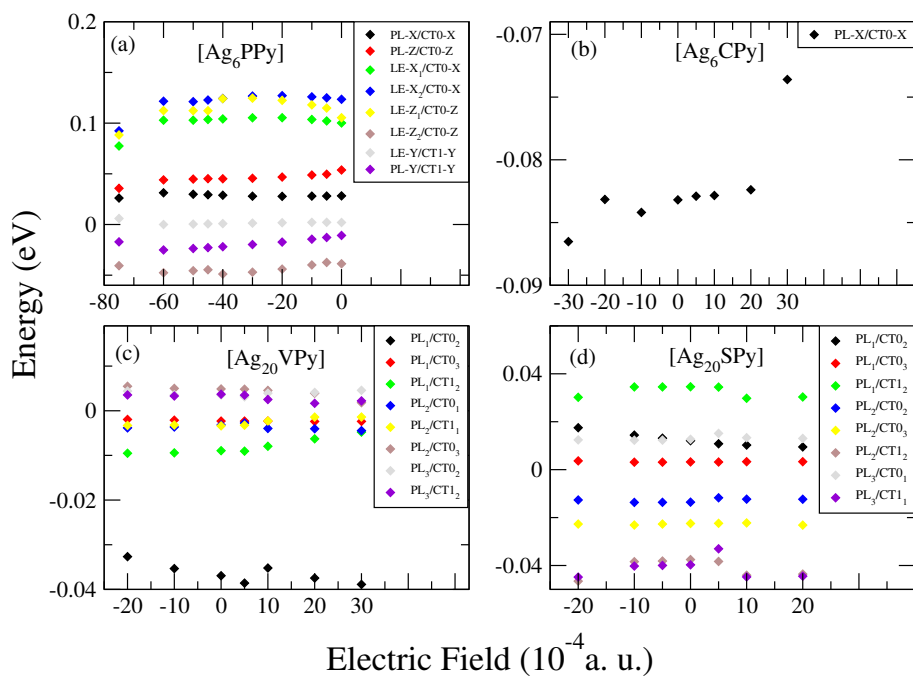 Energy (eV)
(a)
[Ag₆PPy]
0.2
0.1
0
-80
-60
-40
-20
0
PL-X/CT0-X
PL-Z/CT0-Z
LE-X₁/CT0-X
LE-X₂/CT0-X
LE-Z₁/CT0-Z
LE-Z₂/CT0-Z
LE-Y/CT1-Y
PL-Y/CT1-Y
(b)
[Ag₆CPy]
PL-X/CT0-X
-0.07
-0.08
-0.09
-30
-20
-10
0
5
10
20
30
(c)
[Ag₂₀VPy]
0
-0.02
-0.04
-20
-10
0
5
10
20
30
PL₁/CT0₂
PL₁/CT0₃
PL₁/CT1₂
PL₂/CT0₁
PL₂/CT1₁
PL₂/CT0₃
PL₃/CT0₂
PL₃/CT1₂
(d)
[Ag₂₀SPy]
0.04
0
-0.04
-20
-10
-5
0
5
10
20
PL₁/CT0₂
PL₁/CT0₃
PL₁/CT1₂
PL₂/CT0₂
PL₂/CT0₃
PL₂/CT1₂
PL₃/CT0₁
PL₃/CT1₁
Electric Field (10⁻⁴a. u.)